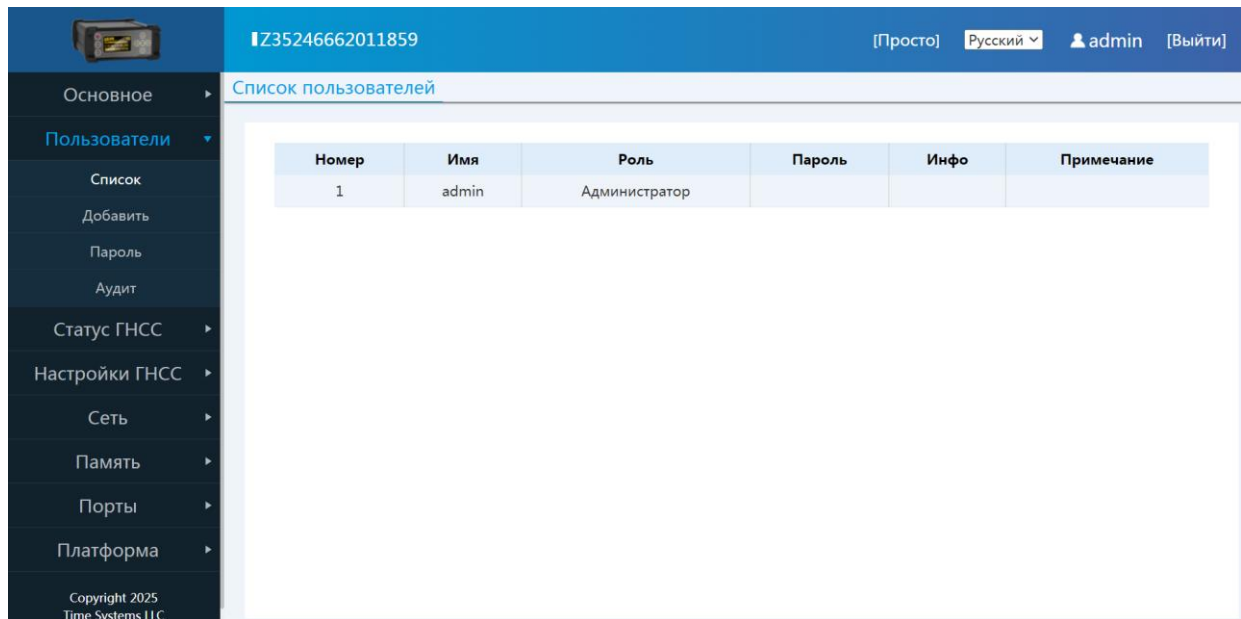 Z35246662011859 [Просто] Русский admin [Выйти]
Основное
Список пользователей
Пользователи
Список
Добавить
Пароль
Аудит
Статус ГНСС
Настройки ГНСС
Сеть
Память
Порты
Платформа
Copyright 2025
Time Systems LLC
Номер Имя Роль Пароль Инфо Примечание
1 admin Администратор